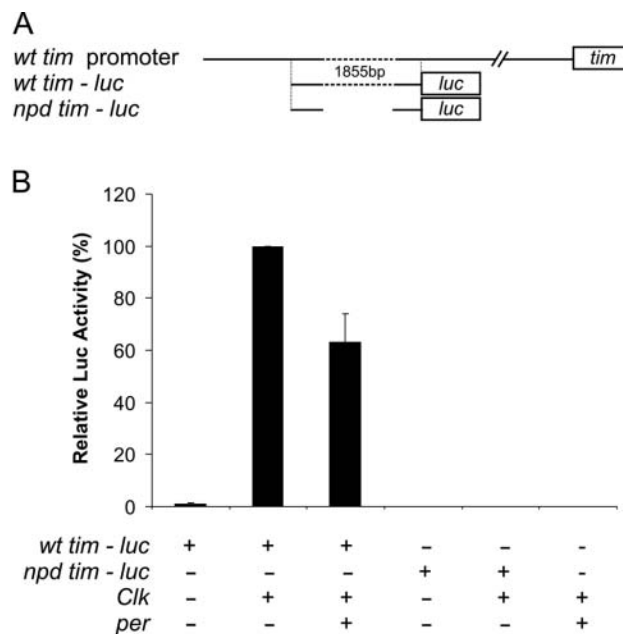 A
wt tim promoter
tim
1855bp
wt tim - luc
luc
npd tim - luc
luc
B
Relative Luc Activity (%)
120
100
80
60
40
20
0
wt tim - luc + + + – – -
npd tim - luc – – – + + -
Clk – + + – + +
per – – + – – +